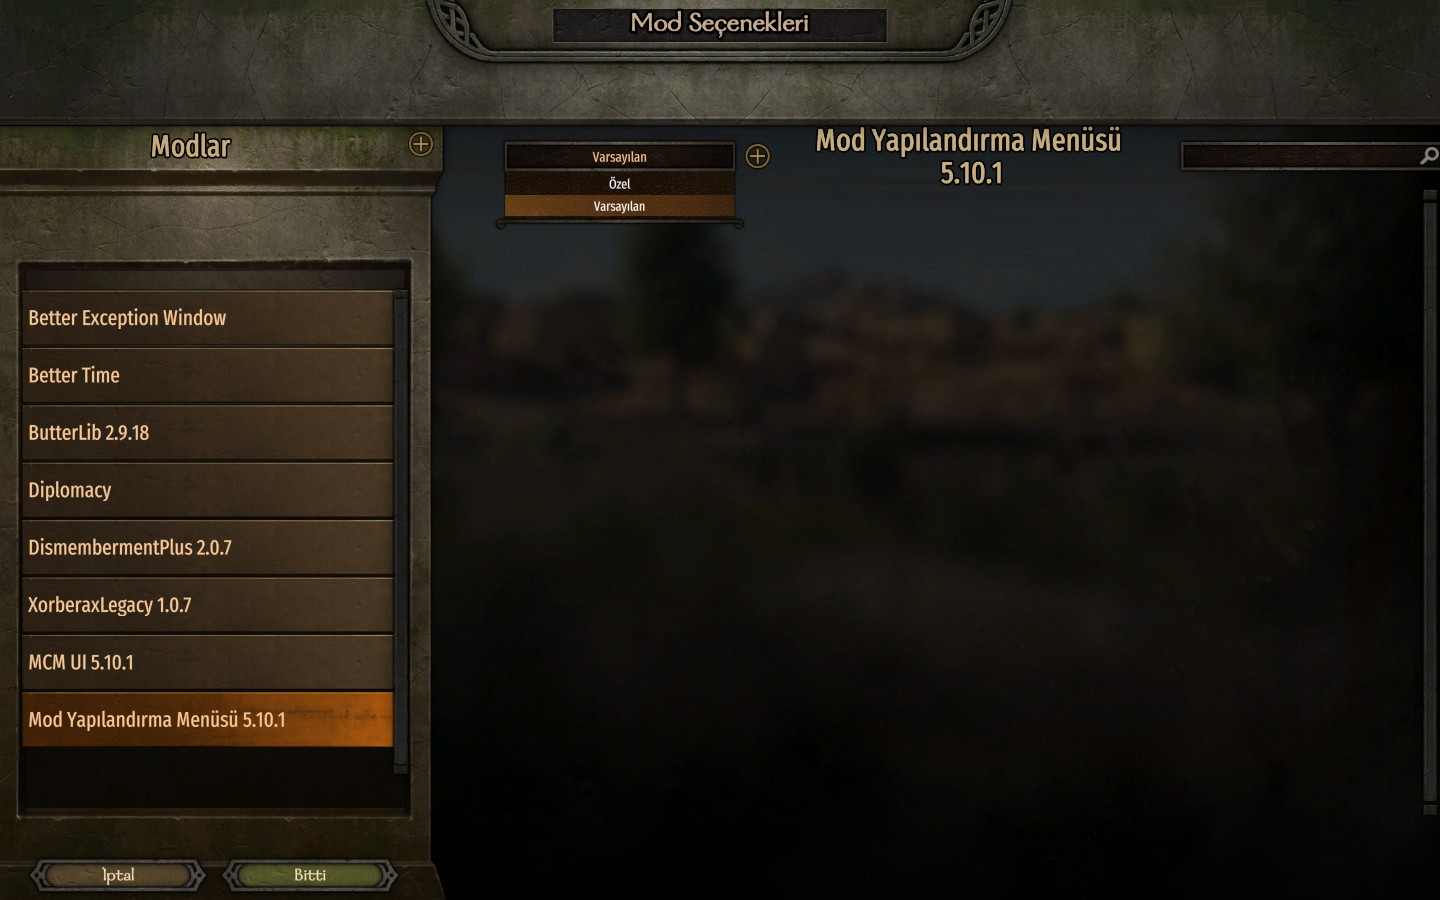 Mod Seçenekleri
Modlar
Better Exception Window
Better Time
ButterLib 2.9.18
Diplomacy
DismembermentPlus 2.0.7
XorberaxLegacy 1.0.7
MCM UI 5.10.1
Mod Yapılandırma Menüsü 5.10.1
İptal
Bitti
Varsayılan
Özel
Varsayılan
Mod Yapılandırma Menüsü
5.10.1